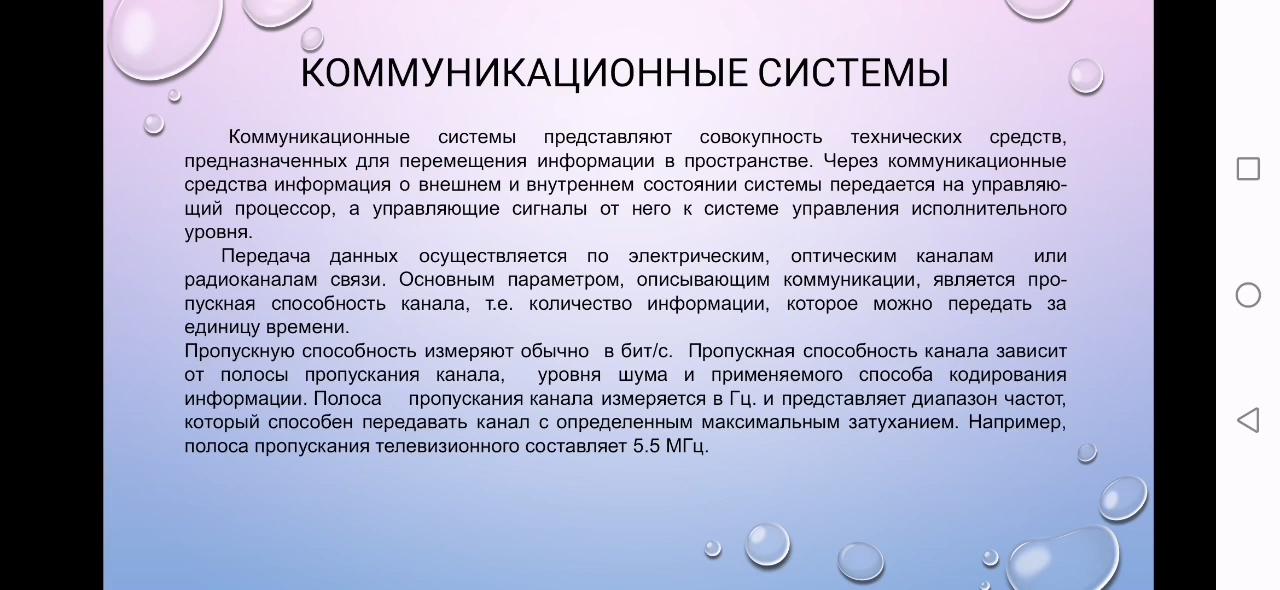 КОММУНИКАЦИОННЫЕ СИСТЕМЫ
Коммуникационные системы представляют совокупность технических средств,
предназначенных для перемещения информации в пространстве. Через коммуникационные
средства информация о внешнем и внутреннем состоянии системы передается на управляю-
щий процессор, а управляющие сигналы от него к системе управления исполнительного
уровня.
Передача данных осуществляется по электрическим, оптическим каналам или
радиоканалам связи. Основным параметром, описывающим коммуникации, является про-
пускная способность канала, т.е. количество информации, которое можно передать за
единицу времени.
Пропускную способность измеряют обычно в бит/с. Пропускная способность канала зависит
от полосы пропускания канала, уровня шума и применяемого способа кодирования
информации. Полоса пропускания канала измеряется в Гц. и представляет диапазон частот,
который способен передавать канал с определенным максимальным затуханием. Например,
полоса пропускания телевизионного составляет 5.5 МГц.